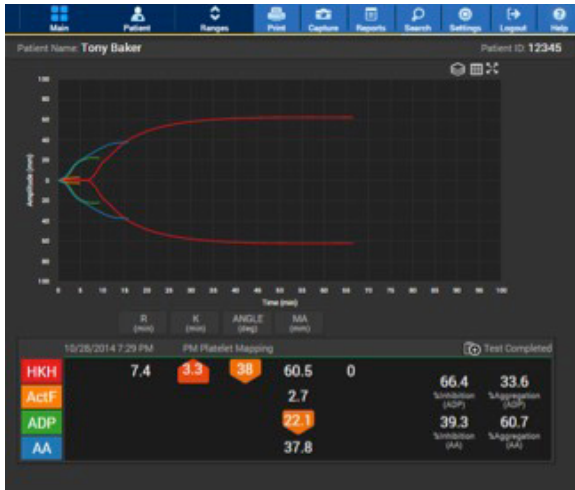 Main Patient Ranges Print Capture Reports Search Settings Logout Help
Patient Name: Tony Baker Patient ID: 12345
100
80
60
40
20
0
20
40
60
80
100
Amplitude (mm)
0 5 10 15 20 25 30 35 40 45 50 55 60 65 70 75 80 85 90 95 100
Time (min)
R K ANGLE MA
(min) (min) (deg) (mm)
10/28/2014 7:29 PM PM Platelet Mapping Test Completed
HKH 7.4 3.3 38 60.5 0
ActF 2.7
66.4 33.6
%Inhibition %Aggregation
(ADP) (ADP)
ADP 22.1
39.3 60.7
%Inhibition %Aggregation
(AA) (AA)
AA 37.8